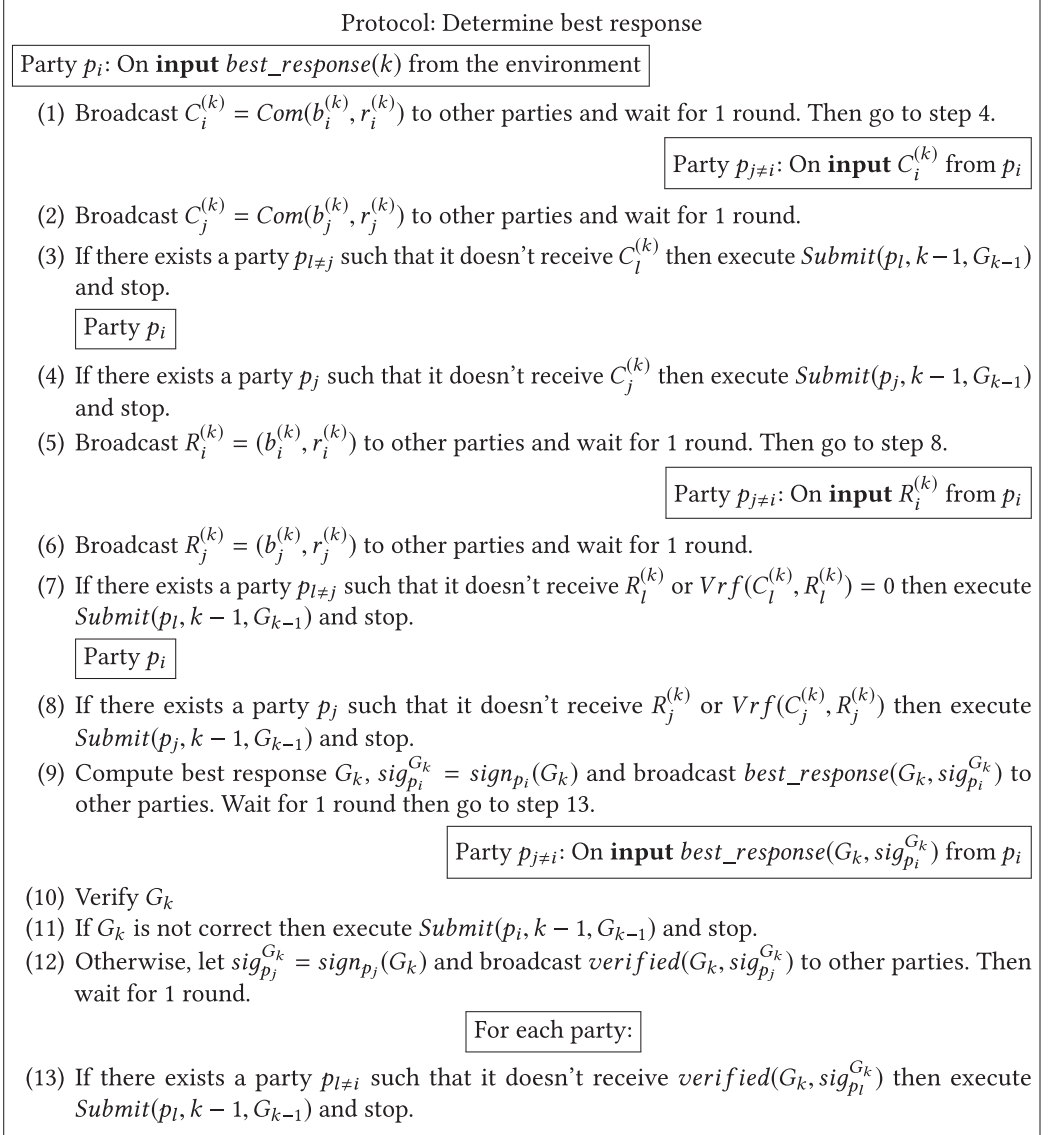 Protocol: Determine best response
Party $p_i$: On **input** $best\_response(k)$ from the environment
(1) Broadcast $C_i^{(k)} = Com(b_i^{(k)}, r_i^{(k)})$ to other parties and wait for 1 round. Then go to step 4.
Party $p_{j \neq i}$: On **input** $C_i^{(k)}$ from $p_i$
(2) Broadcast $C_j^{(k)} = Com(b_j^{(k)}, r_j^{(k)})$ to other parties and wait for 1 round.
(3) If there exists a party $p_{l \neq j}$ such that it doesn't receive $C_l^{(k)}$ then execute $Submit(p_l, k-1, G_{k-1})$
and stop.
Party $p_i$
(4) If there exists a party $p_j$ such that it doesn't receive $C_j^{(k)}$ then execute $Submit(p_j, k-1, G_{k-1})$
and stop.
(5) Broadcast $R_i^{(k)} = (b_i^{(k)}, r_i^{(k)})$ to other parties and wait for 1 round. Then go to step 8.
Party $p_{j \neq i}$: On **input** $R_i^{(k)}$ from $p_i$
(6) Broadcast $R_j^{(k)} = (b_j^{(k)}, r_j^{(k)})$ to other parties and wait for 1 round.
(7) If there exists a party $p_{l \neq j}$ such that it doesn't receive $R_l^{(k)}$ or $Vrf(C_l^{(k)}, R_l^{(k)}) = 0$ then execute
$Submit(p_l, k-1, G_{k-1})$ and stop.
Party $p_i$
(8) If there exists a party $p_j$ such that it doesn't receive $R_j^{(k)}$ or $Vrf(C_j^{(k)}, R_j^{(k)})$ then execute
$Submit(p_j, k-1, G_{k-1})$ and stop.
(9) Compute best response $G_k$, $sig_{p_i}^{G_k} = sign_{p_i}(G_k)$ and broadcast $best\_response(G_k, sig_{p_i}^{G_k})$ to
other parties. Wait for 1 round then go to step 13.
Party $p_{j \neq i}$: On **input** $best\_response(G_k, sig_{p_i}^{G_k})$ from $p_i$
(10) Verify $G_k$
(11) If $G_k$ is not correct then execute $Submit(p_i, k-1, G_{k-1})$ and stop.
(12) Otherwise, let $sig_{p_j}^{G_k} = sign_{p_j}(G_k)$ and broadcast $verified(G_k, sig_{p_j}^{G_k})$ to other parties. Then
wait for 1 round.
For each party:
(13) If there exists a party $p_{l \neq i}$ such that it doesn't receive $verified(G_k, sig_{p_l}^{G_k})$ then execute
$Submit(p_l, k-1, G_{k-1})$ and stop.